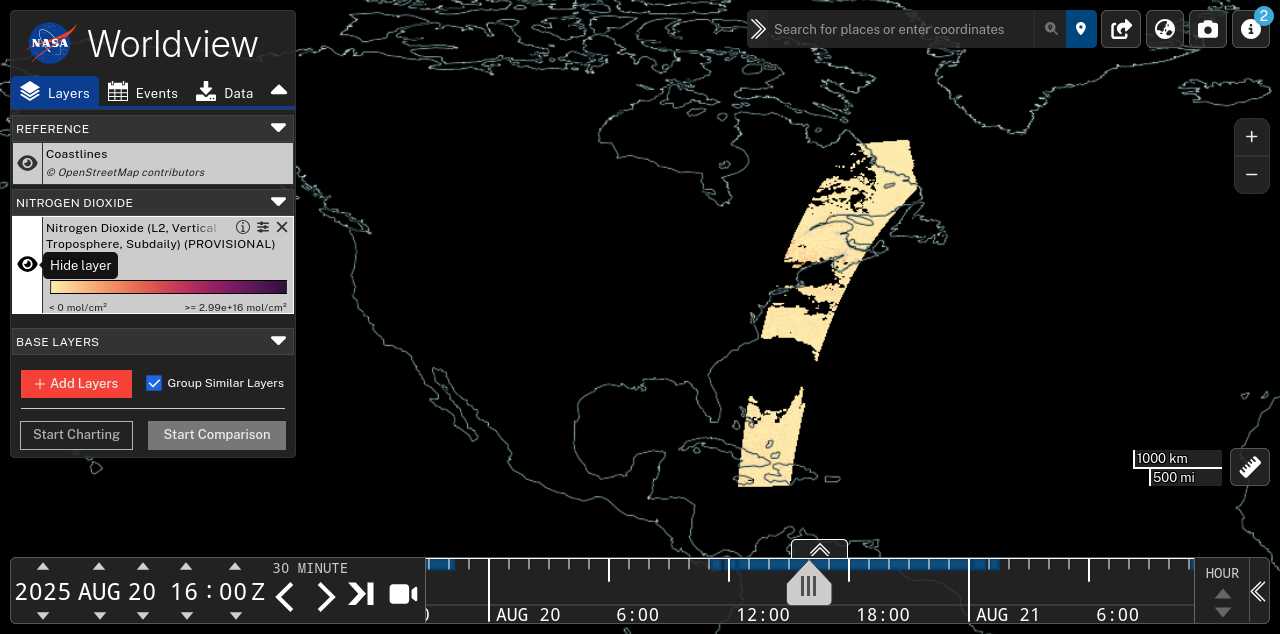 NASA Worldview
Search for places or enter coordinates
2
Layers
Events
Data
REFERENCE
Coastlines
© OpenStreetMap contributors
NITROGEN DIOXIDE
Nitrogen Dioxide (L2, Vertical
Troposphere, Subdaily) (PROVISIONAL)
Hide layer
< 0 mol/cm²
>= 2.99e+16 mol/cm²
BASE LAYERS
+ Add Layers
Group Similar Layers
Start Charting
Start Comparison
+
−
1000 km
500 mi
2025 AUG 20 16:00Z
30 MINUTE
AUG 20
6:00
12:00
18:00
AUG 21
6:00
HOUR